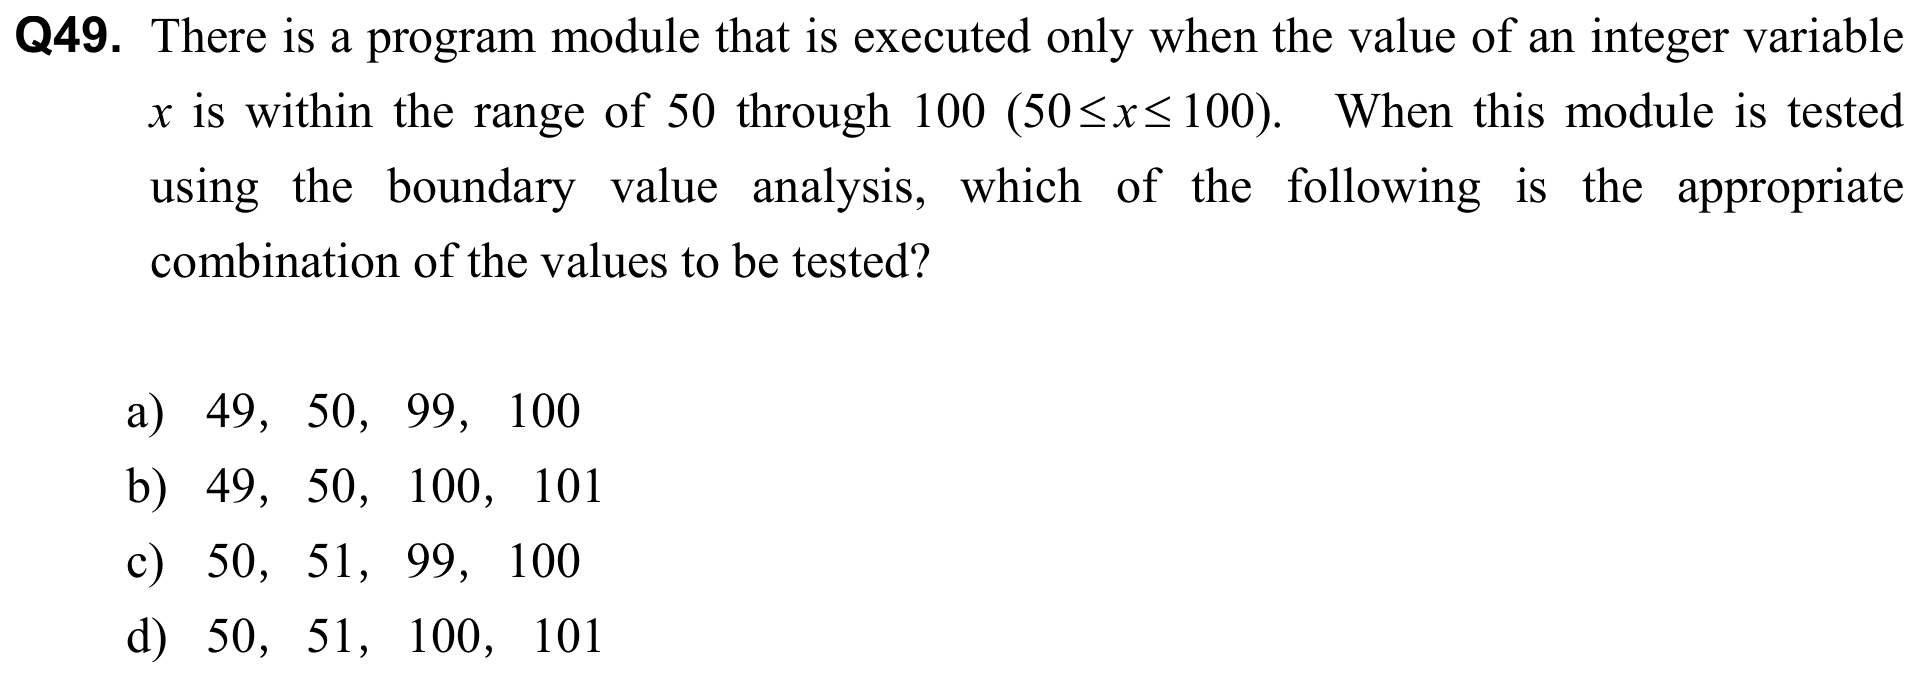 Q49. There is a program module that is executed only when the value of an integer variable
x is within the range of 50 through 100 (50≤x≤100). When this module is tested
using the boundary value analysis, which of the following is the appropriate
combination of the values to be tested?
a) 49, 50, 99, 100
b) 49, 50, 100, 101
c) 50, 51, 99, 100
d) 50, 51, 100, 101